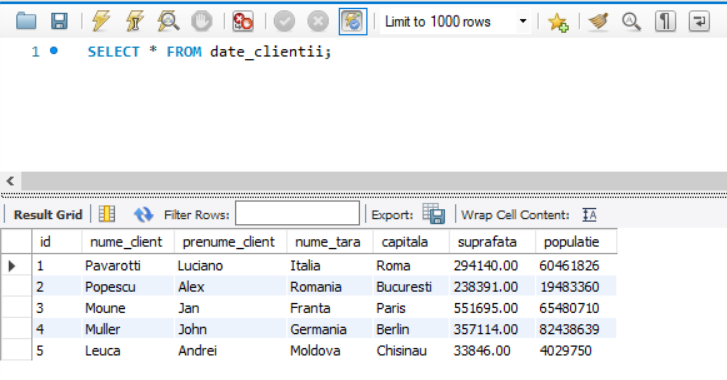 Limit to 1000 rows
1 SELECT * FROM date_clientii;
Result Grid Filter Rows: Export: Wrap Cell Content: IA
id nume_client prenume_client nume_tara capitala suprafata populatie
1 Pavarotti Luciano Italia Roma 294140.00 60461826
2 Popescu Alex Romania Bucuresti 238391.00 19483360
3 Moune Jan Franta Paris 551695.00 65480710
4 Muller John Germania Berlin 357114.00 82438639
5 Leuca Andrei Moldova Chisinau 33846.00 4029750